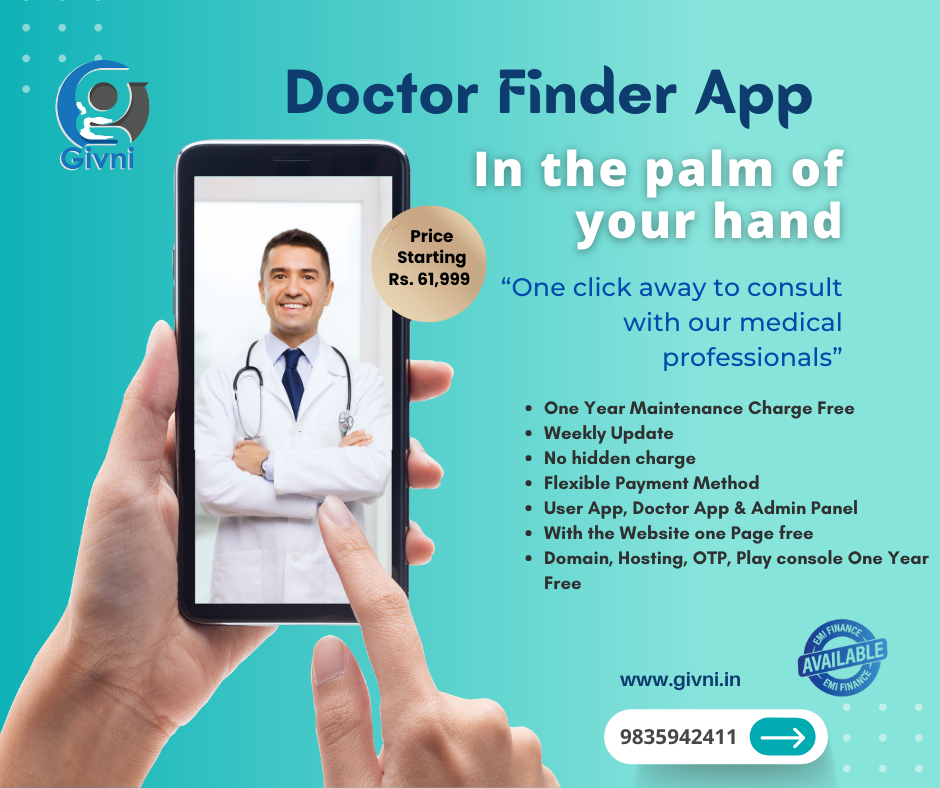 Givni
Doctor Finder App
In the palm of
your hand
Price
Starting
Rs. 61,999
“One click away to consult
with our medical
professionals”
• One Year Maintenance Charge Free
• Weekly Update
• No hidden charge
• Flexible Payment Method
• User App, Doctor App & Admin Panel
• With the Website one Page free
• Domain, Hosting, OTP, Play console One Year
Free
EMI FINANCE
AVAILABLE
EMI FINANCE
www.givni.in
9835942411